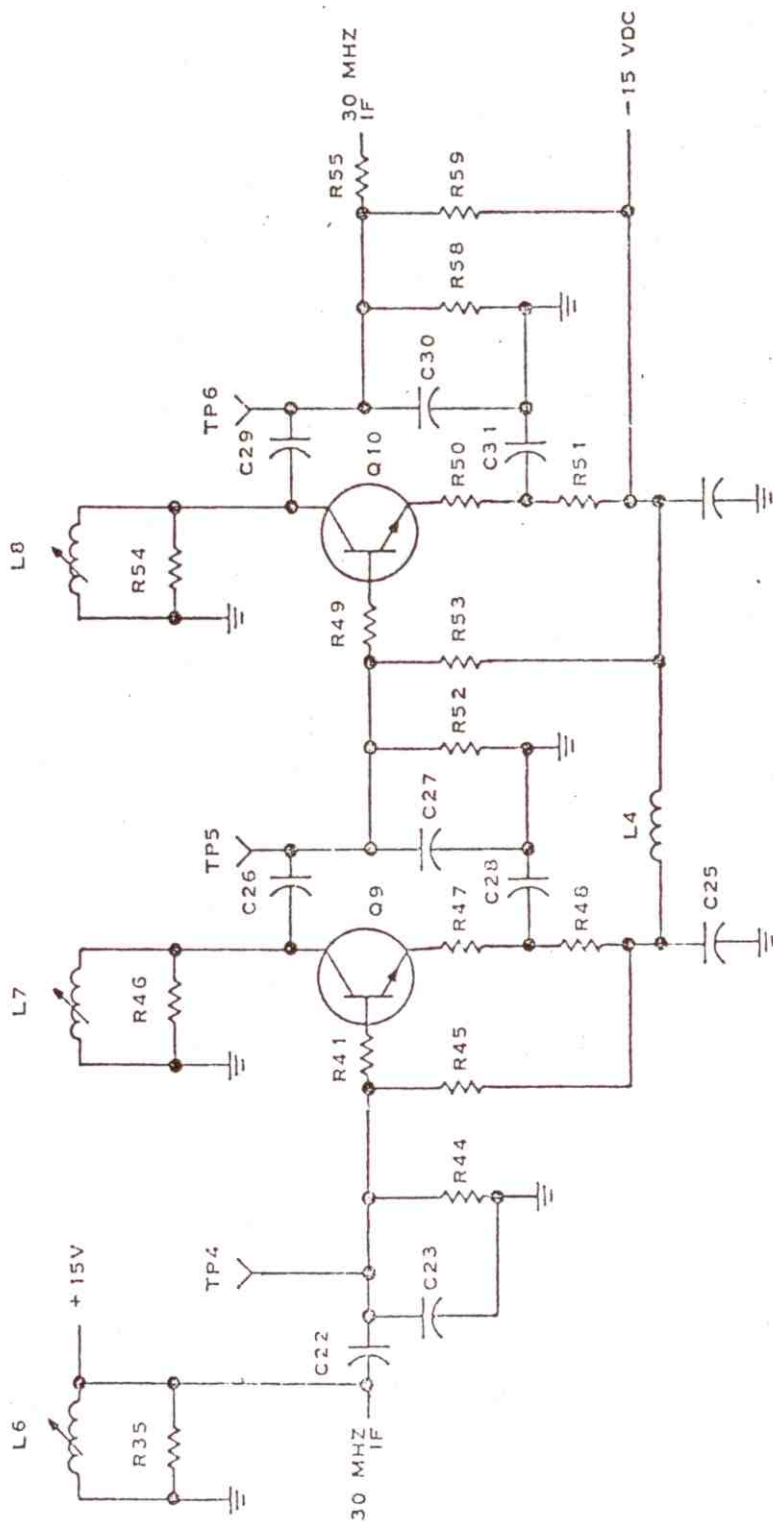 L6
+15V
R35
30 MHZ
IF
C22
C23
TP4
R44
R45
R41
L7
R46
Q9
C26
TP5
R47
C28
R48
C25
C27
L4
R52
R53
R49
L8
R54
Q10
C29
TP6
R50
C31
R51
C30
R58
R59
R55
30 MHZ
IF
-15 VDC